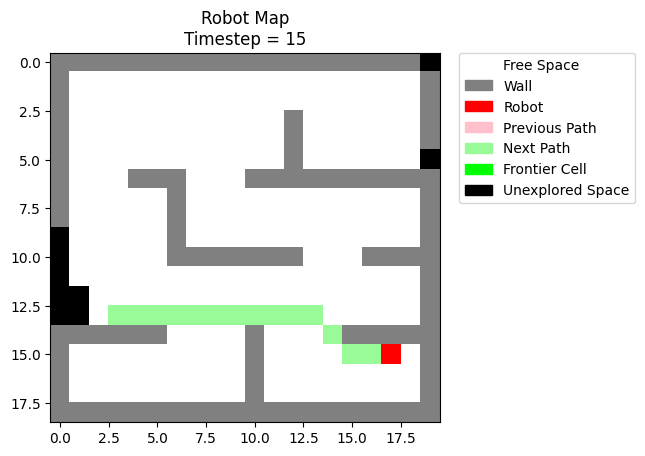 Robot Map
Timestep = 15
0.0
2.5
5.0
7.5
10.0
12.5
15.0
17.5
0.0
2.5
5.0
7.5
10.0
12.5
15.0
17.5
Free Space
Wall
Robot
Previous Path
Next Path
Frontier Cell
Unexplored Space